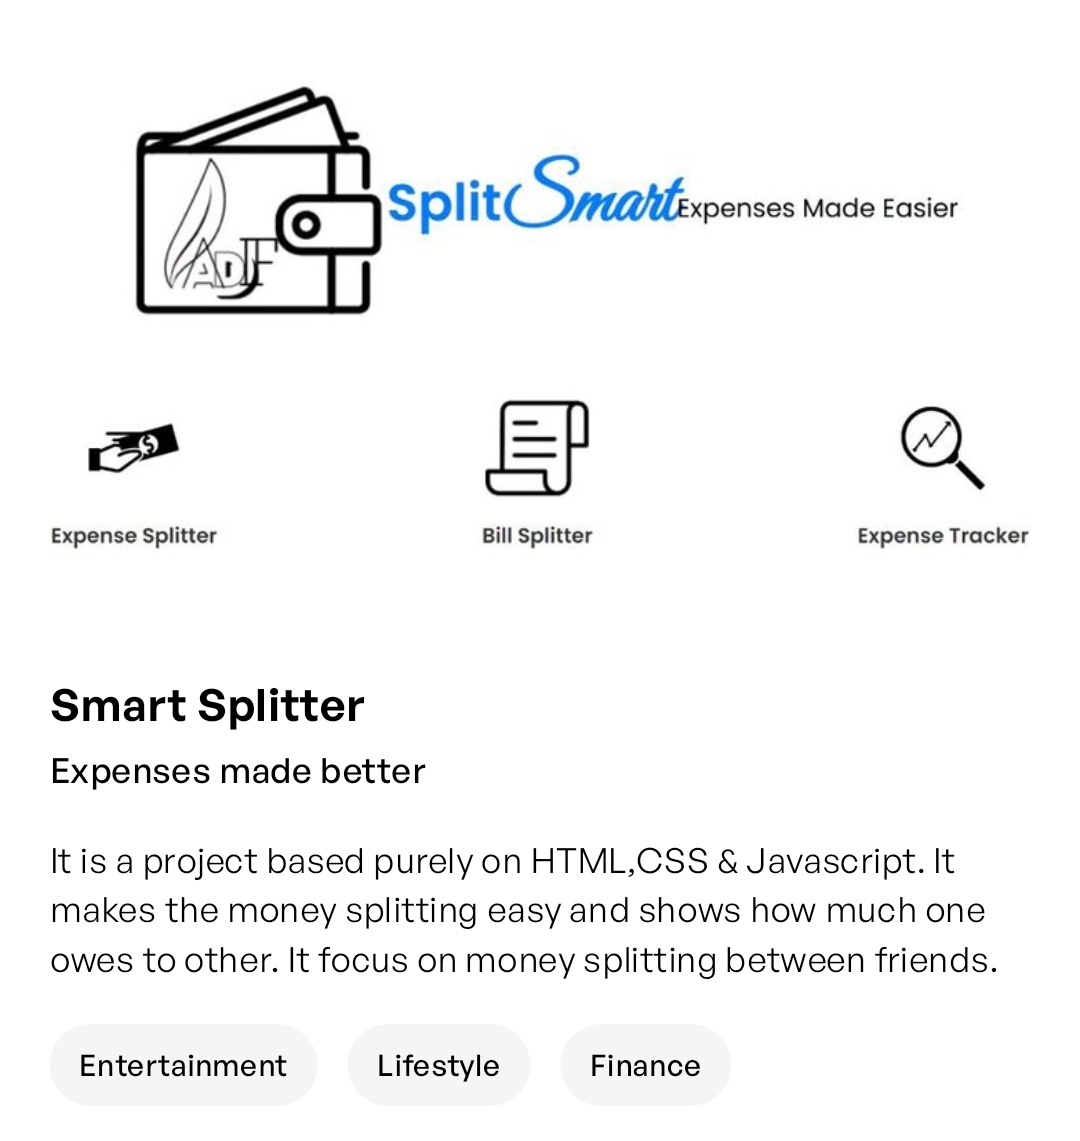 SplitSmart Expenses Made Easier
ADJF
Expense Splitter
Bill Splitter
Expense Tracker
Smart Splitter
Expenses made better
It is a project based purely on HTML,CSS & Javascript. It
makes the money splitting easy and shows how much one
owes to other. It focus on money splitting between friends.
Entertainment
Lifestyle
Finance